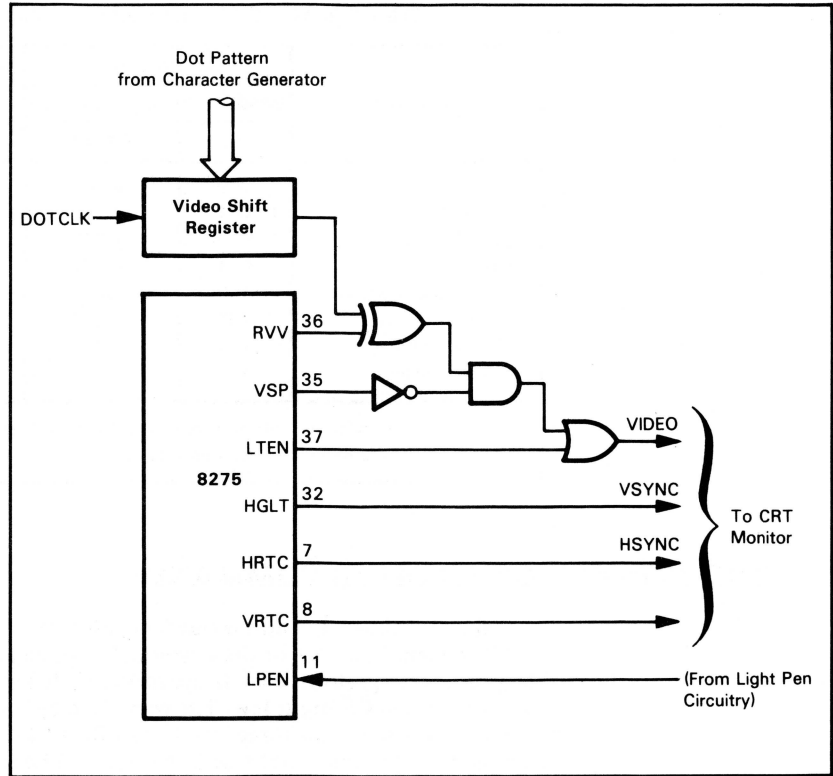 Dot Pattern
from Character Generator
DOTCLK
Video Shift
Register
36
RVV
35
VSP
VIDEO
37
LTEN
8275
32
HGLT
VSYNC
To CRT
Monitor
7
HRTC
HSYNC
8
VRTC
11
LPEN
(From Light Pen
Circuitry)